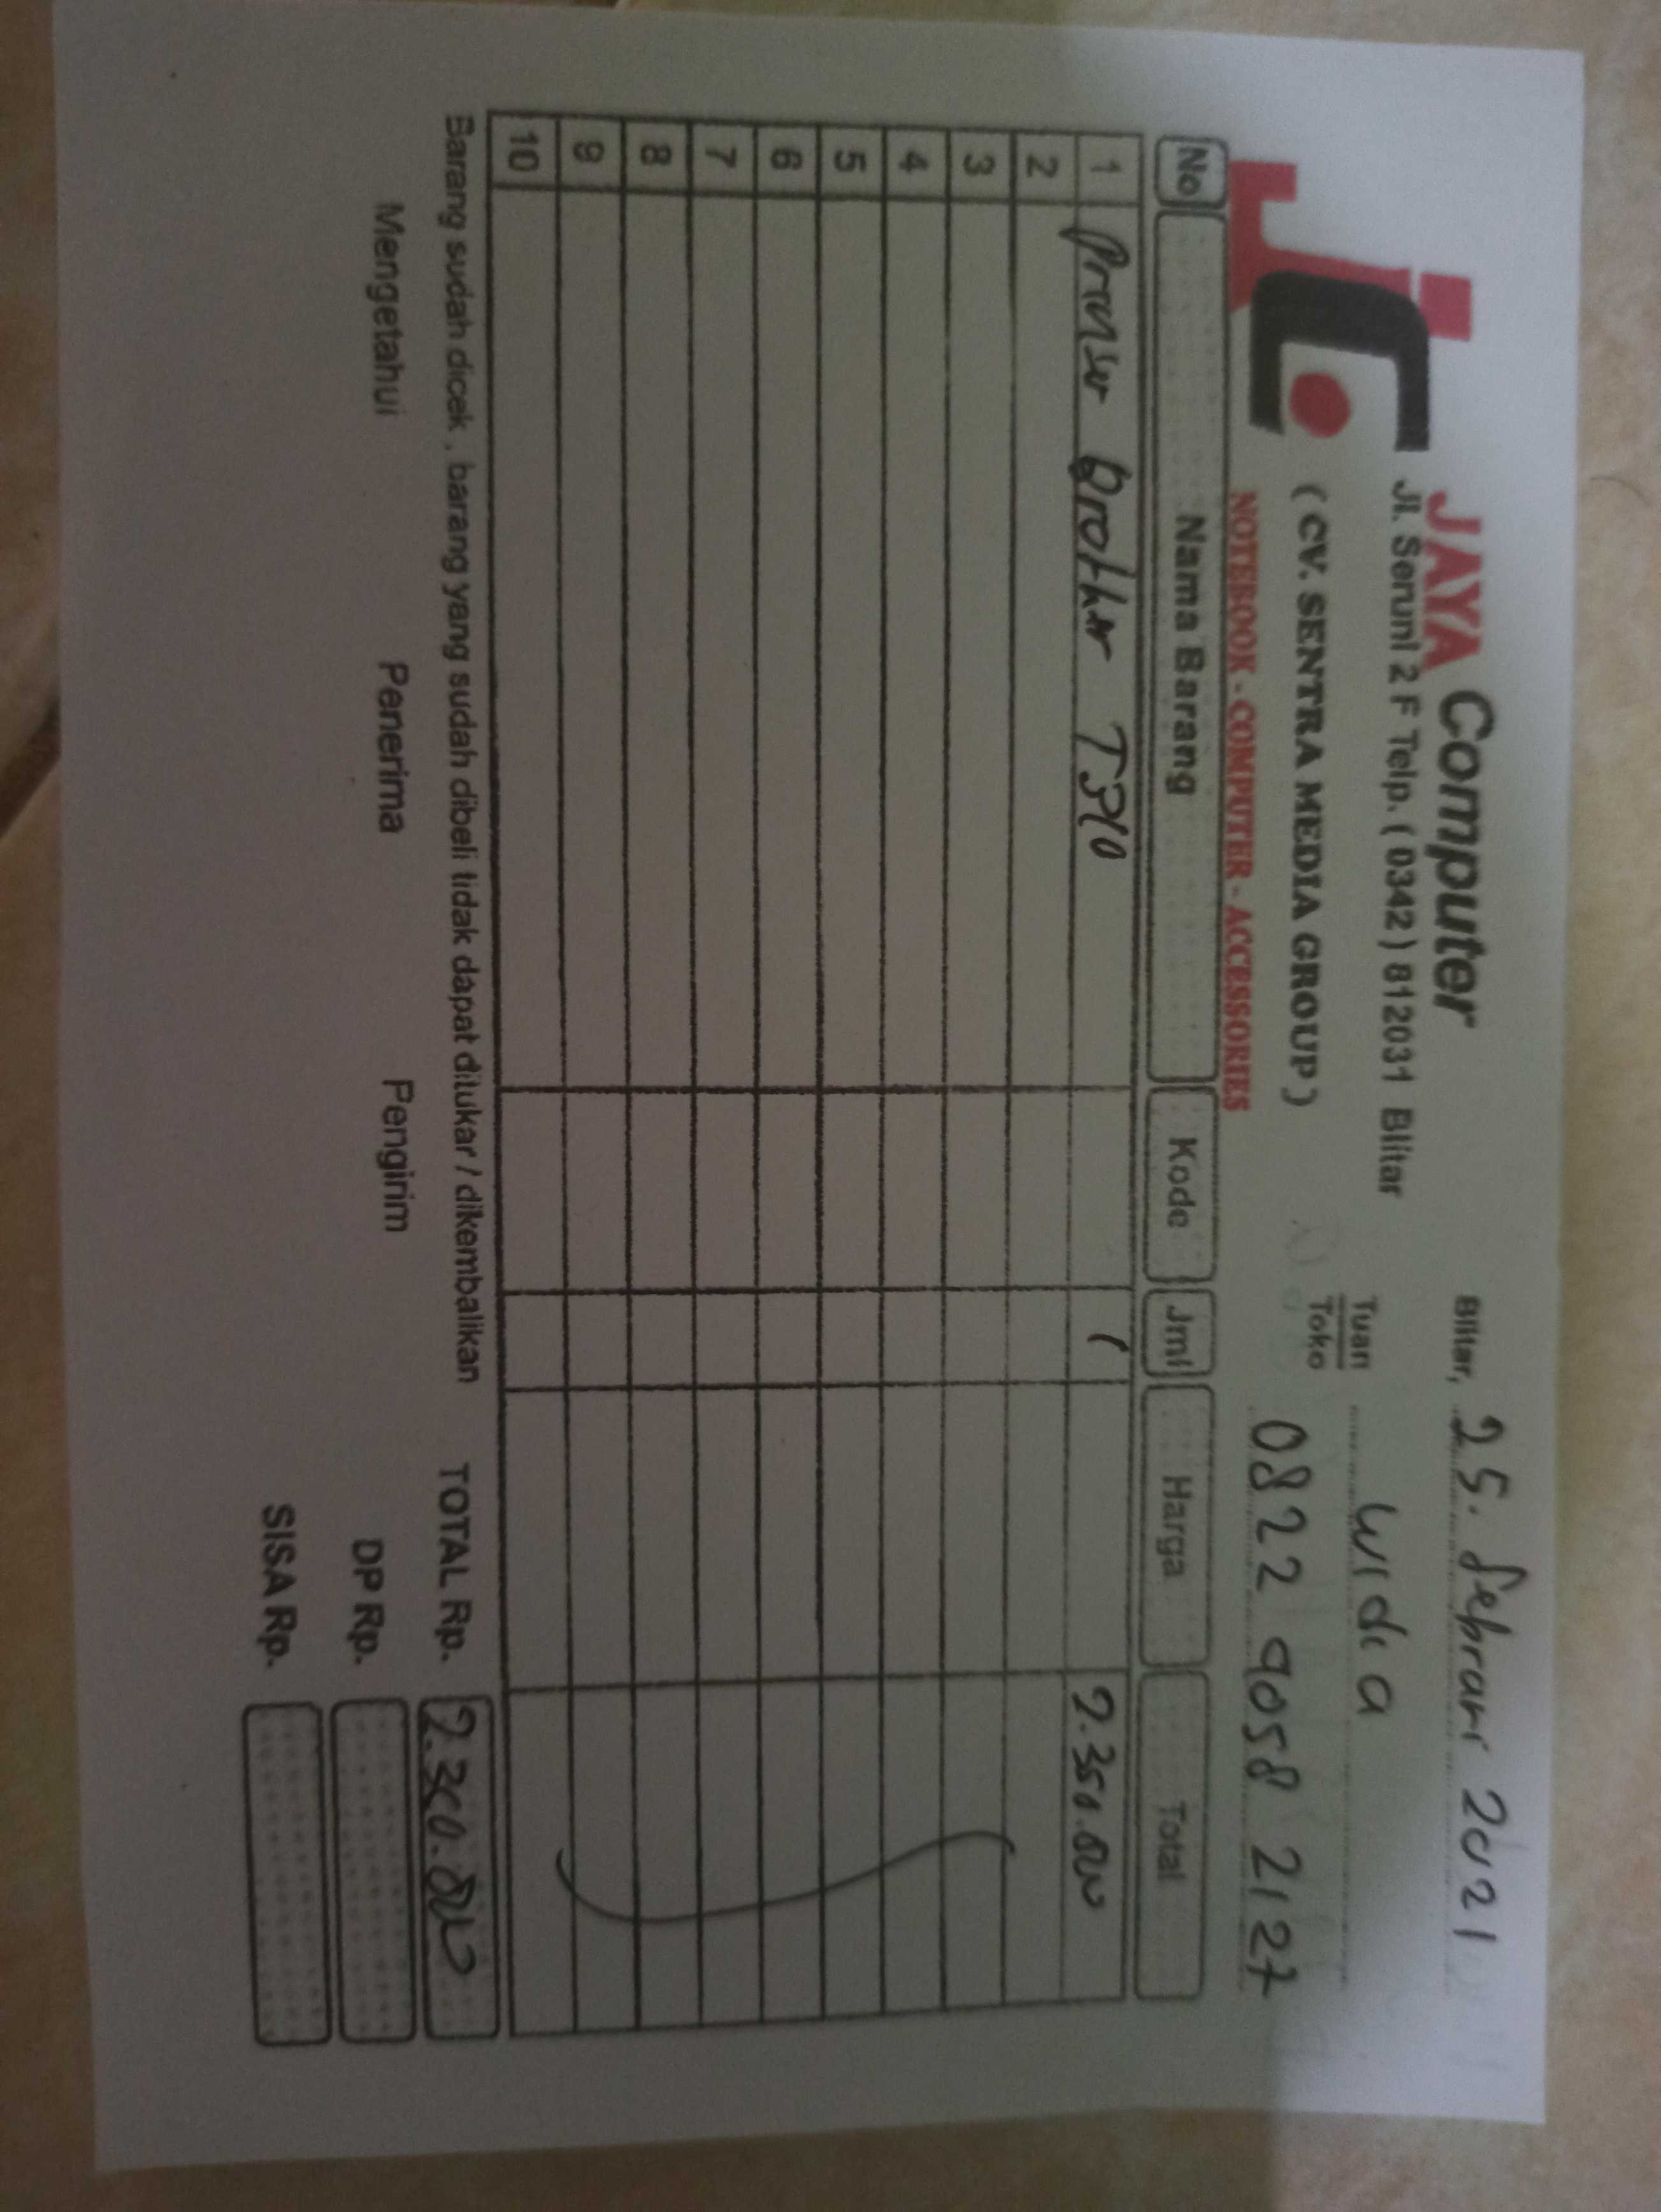 JAYA Computer
Jl. Seruni 2 F Telp. ( 0342 ) 812031 Blitar
( CV. SENTRA MEDIA GROUP )
NOTEBOOK - COMPUTER - ACCESSORIES
Blitar, 25. Februari 2021
Tuan
Toko
Widia
0822 9058 2127
No Nama Barang Kode Jml Harga Total
1 Printer Brother T310 1 2.350.000
2
3
4
5
6
7
8
9
10
Barang sudah dicek , barang yang sudah dibeli tidak dapat ditukar / dikembalikan
TOTAL Rp. 2.350.000
Mengetahui Penerima Pengirim
DP Rp.
SISA Rp.